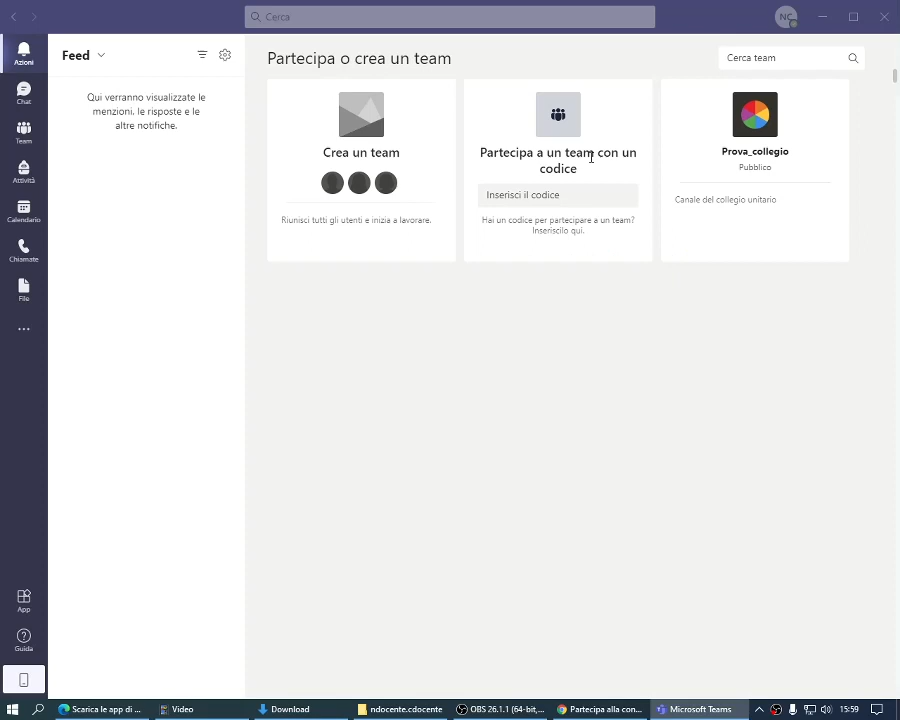 Cerca
NC
Azioni
Chat
Team
Attività
Calendario
Chiamate
File
App
Guida
Feed
Qui verranno visualizzate le
menzioni, le risposte e le
altre notifiche.
Partecipa o crea un team
Cerca team
Crea un team
Riunisci tutti gli utenti e inizia a lavorare.
Partecipa a un team con un
codice
Inserisci il codice
Hai un codice per partecipare a un team?
Inseriscilo qui.
Prova_collegio
Pubblico
Canale del collegio unitario
Scarica le app di ...
Video
Download
ndocente.cdocente
OBS 26.1.1 (64-bit,...
Partecipa alla con...
Microsoft Teams
15:59